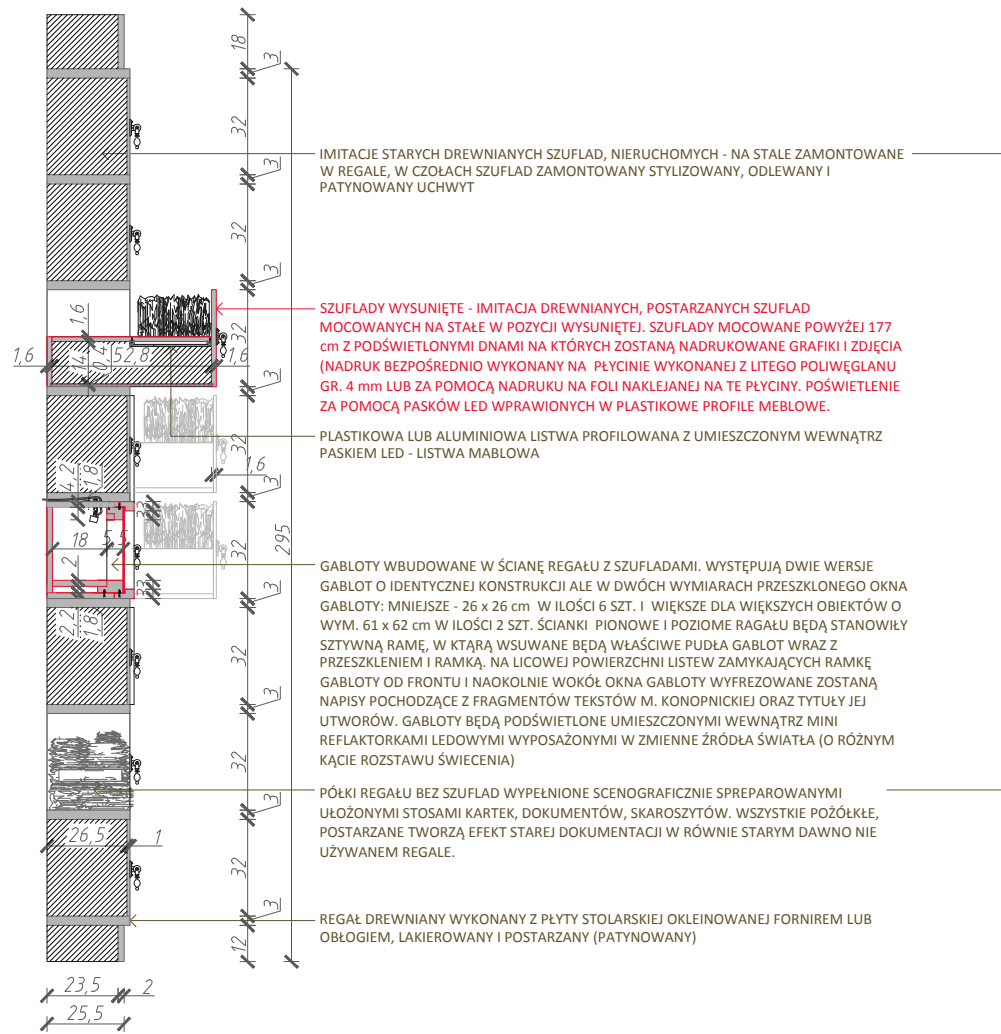 18
3
32
3
32
3
32
3
32
3
32
3
32
3
32
3
32
3
12
295
1,6
14
0,4
52,8
1,6
1,6
4,2
1,8
33
18
5,5
2
33
2,2
1,8
26,5
1
23,5
2
25,5
IMITACJE STARYCH DREWNIANYCH SZUFLAD, NIERUCHOMYCH - NA STALE ZAMONTOWANE
W REGALE, W CZOŁACH SZUFLAD ZAMONTOWANY STYLIZOWANY, ODLEWANY I
PATYNOWANY UCHWYT
SZUFLADY WYSUNIĘTE - IMITACJA DREWNIANYCH, POSTARZANYCH SZUFLAD
MOCOWANYCH NA STAŁE W POZYCJI WYSUNIĘTEJ. SZUFLADY MOCOWANE POWYŻEJ 177
cm Z PODŚWIETLONYMI DNAMI NA KTÓRYCH ZOSTANĄ NADRUKOWANE GRAFIKI I ZDJĘCIA
(NADRUK BEZPOŚREDNIO WYKONANY NA PŁYCINIE WYKONANEJ Z LITEGO POLIWĘGLANU
GR. 4 mm LUB ZA POMOCĄ NADRUKU NA FOLI NAKLEJANEJ NA TE PŁYCINY. POŚWIETLENIE
ZA POMOCĄ PASKÓW LED WPRAWIONYCH W PLASTIKOWE PROFILE MEBLOWE.
PLASTIKOWA LUB ALUMINIOWA LISTWA PROFILOWANA Z UMIESZCZONYM WEWNĄTRZ
PASKIEM LED - LISTWA MABLOWA
GABLOTY WBUDOWANE W ŚCIANĘ REGAŁU Z SZUFLADAMI. WYSTĘPUJĄ DWIE WERSJE
GABLOT O IDENTYCZNEJ KONSTRUKCJI ALE W DWÓCH WYMIARACH PRZESZKLONEGO OKNA
GABLOTY: MNIEJSZE - 26 x 26 cm W ILOŚCI 6 SZT. I WIĘKSZE DLA WIĘKSZYCH OBIEKTÓW O
WYM. 61 x 62 cm W ILOŚCI 2 SZT. ŚCIANKI PIONOWE I POZIOME RAGAŁU BĘDĄ STANOWIŁY
SZTYWNĄ RAMĘ, W KTĄRĄ WSUWANE BĘDĄ WŁAŚCIWE PUDŁA GABLOT WRAZ Z
PRZESZKLENIEM I RAMKĄ. NA LICOWEJ POWIERZCHNI LISTEW ZAMYKAJĄCYCH RAMKĘ
GABLOTY OD FRONTU I NAOKOLNIE WOKÓŁ OKNA GABLOTY WYFREZOWANE ZOSTANĄ
NAPISY POCHODZĄCE Z FRAGMENTÓW TEKSTÓW M. KONOPNICKIEJ ORAZ TYTUŁY JEJ
UTWORÓW. GABLOTY BĘDĄ PODŚWIETLONE UMIESZCZONYMI WEWNĄTRZ MINI
REFLAKTORKAMI LEDOWYMI WYPOSAŻONYMI W ZMIENNE ŹRÓDŁA ŚWIATŁA (O RÓŻNYM
KĄCIE ROZSTAWU ŚWIECENIA)
PÓŁKI REGAŁU BEZ SZUFLAD WYPEŁNIONE SCENOGRAFICZNIE SPREPAROWANYMI
UŁOŻONYMI STOSAMI KARTEK, DOKUMENTÓW, SKAROSZYTÓW. WSZYSTKIE POŻÓŁKŁE,
POSTARZANE TWORZĄ EFEKT STAREJ DOKUMENTACJI W RÓWNIE STARYM DAWNO NIE
UŻYWANEM REGALE.
REGAŁ DREWNIANY WYKONANY Z PŁYTY STOLARSKIEJ OKLEINOWANEJ FORNIREM LUB
OBŁOGIEM, LAKIEROWANY I POSTARZANY (PATYNOWANY)